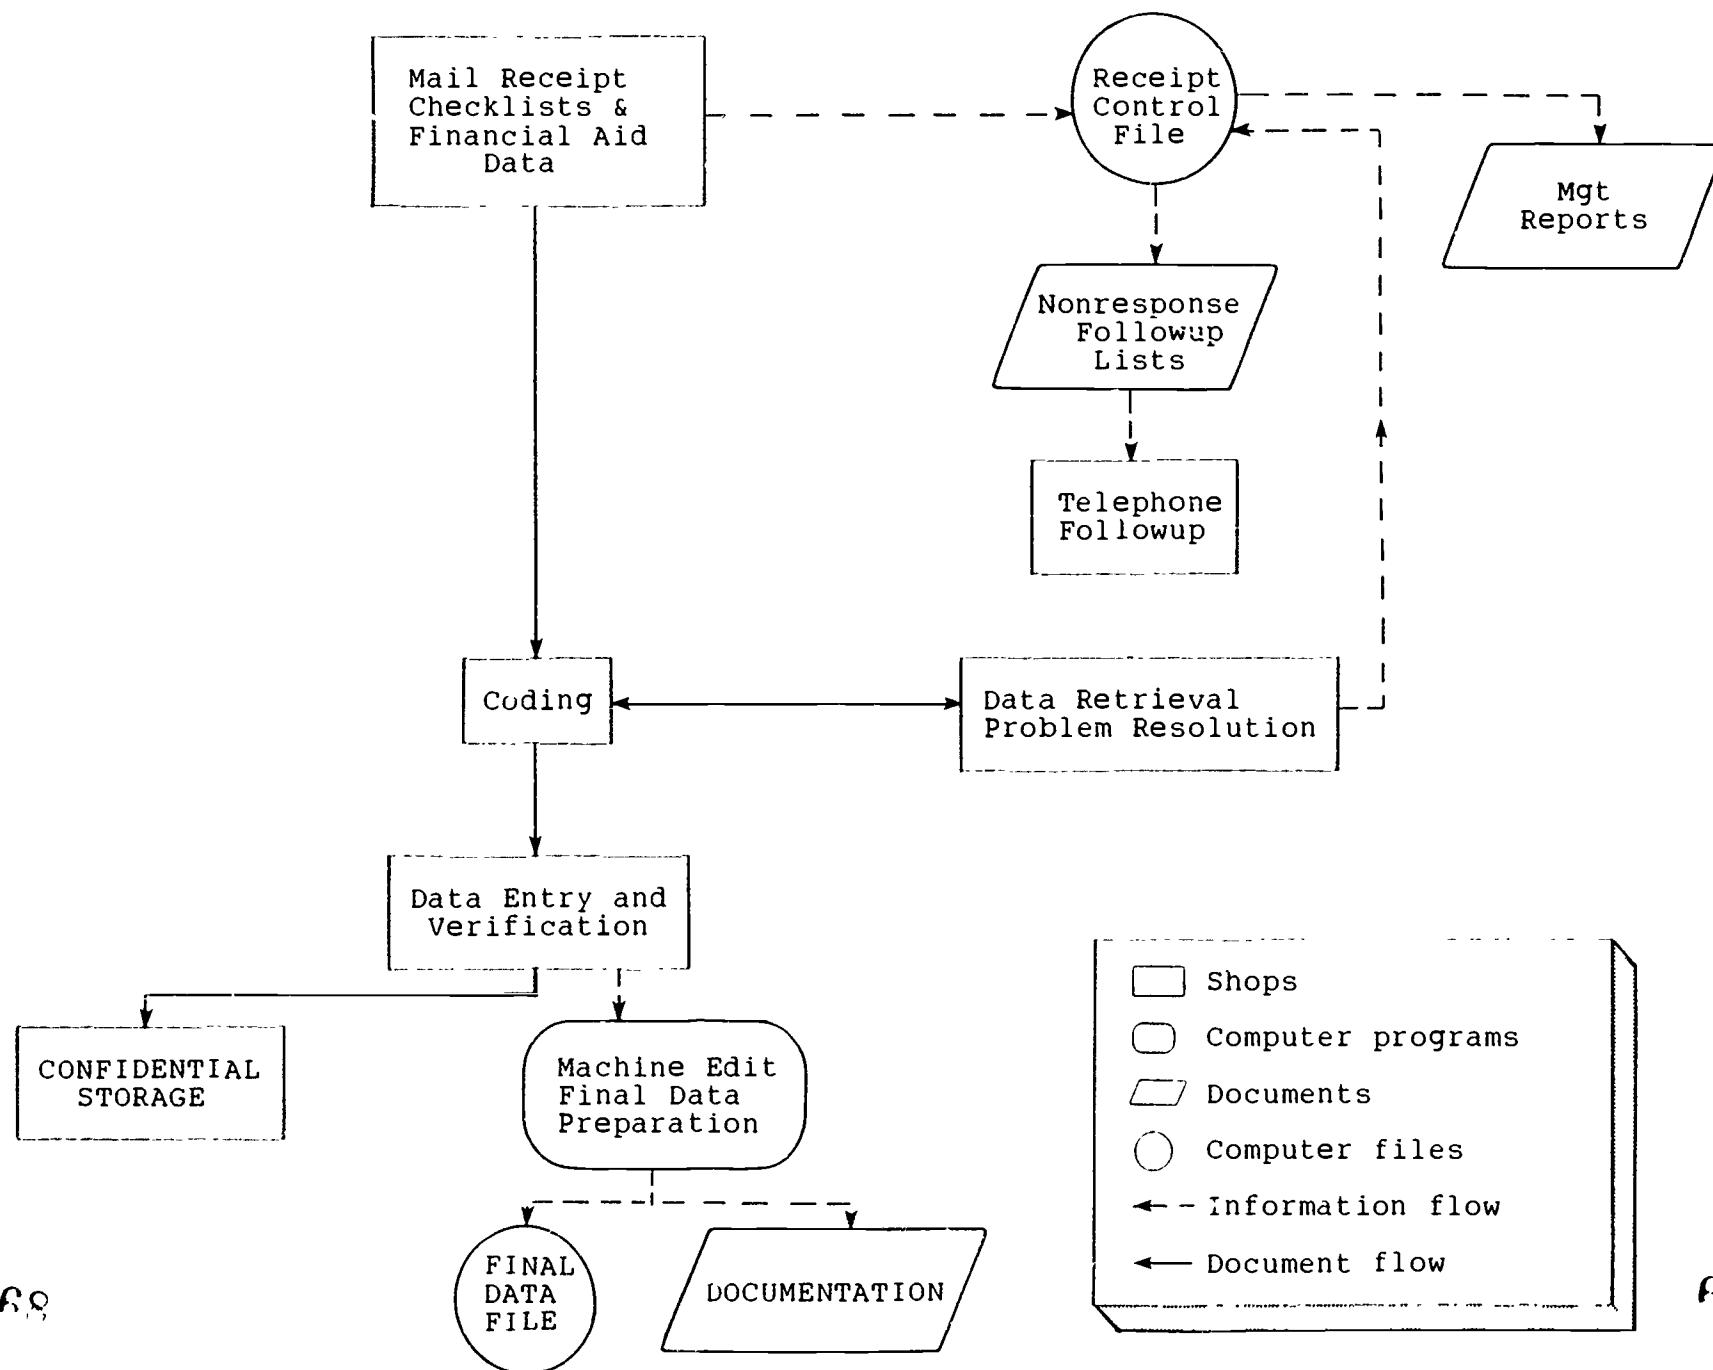 Mail Receipt
Checklists &
Financial Aid
Data
Receipt
Control
File
Mgt
Reports
Nonresponse
Followup
Lists
Telephone
Followup
Coding
Data Retrieval
Problem Resolution
Data Entry and
Verification
CONFIDENTIAL
STORAGE
Machine Edit
Final Data
Preparation
FINAL
DATA
FILE
DOCUMENTATION
Shops
Computer programs
Documents
Computer files
Information flow
Document flow